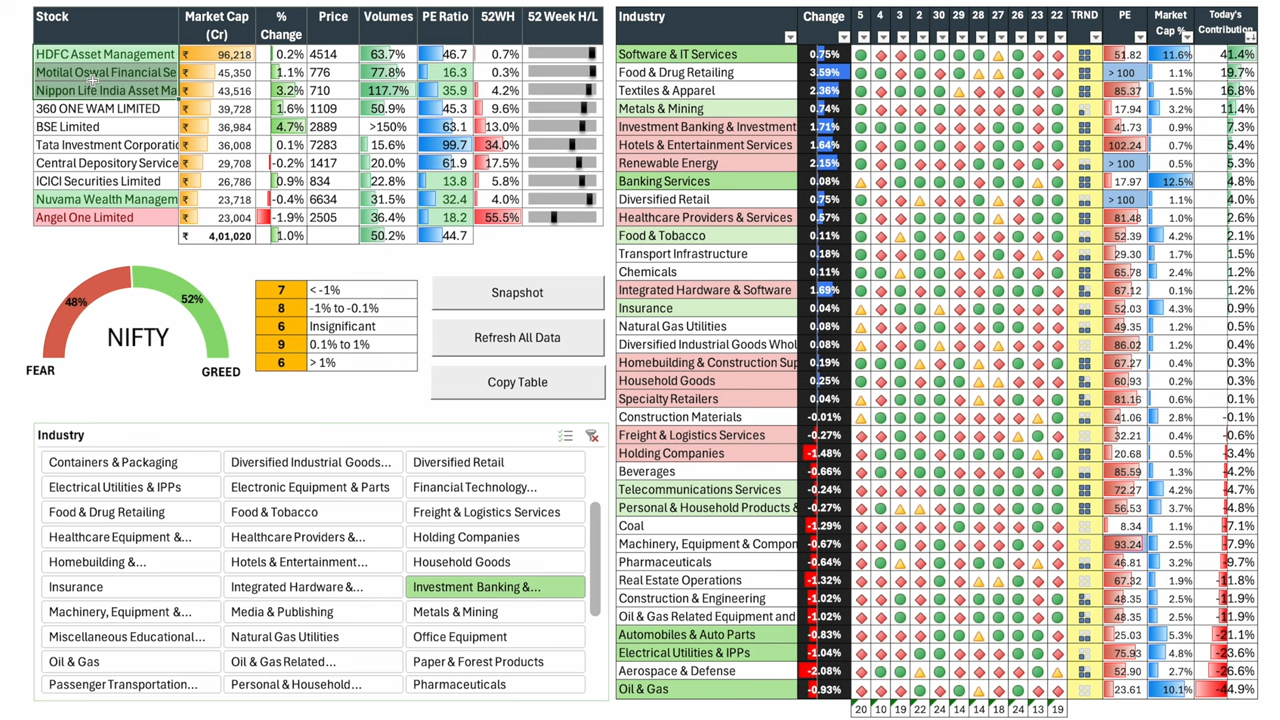 Stock Market Cap (Cr) % Change Price Volumes PE Ratio 52WH 52 Week H/L
HDFC Asset Management ₹ 96,218 0.2% 4514 63.7% 46.7 0.7%
Motilal Oswal Financial Se 45,350 1.1% 776 77.8% 16.3 0.3%
Nippon Life India Asset Ma ₹ 43,516 3.2% 710 117.7% 35.9 4.2%
360 ONE WAM LIMITED ₹ 39,728 1.6% 1109 50.9% 45.3 9.6%
BSE Limited ₹ 36,984 4.7% 2889 >150% 63.1 13.0%
Tata Investment Corporatio ₹ 36,008 0.1% 7283 15.6% 99.7 34.0%
Central Depository Service ₹ 29,708 -0.2% 1417 20.0% 61.9 17.5%
ICICI Securities Limited ₹ 26,786 0.9% 834 22.8% 13.8 5.8%
Nuvama Wealth Managem ₹ 23,718 -0.4% 6634 31.5% 32.4 4.0%
Angel One Limited ₹ 23,004 -1.9% 2505 36.4% 18.2 55.5%
₹ 4,01,020 1.0% 50.2% 44.7
48%
52%
NIFTY
FEAR
GREED
7 < -1%
8 -1% to -0.1%
6 Insignificant
9 0.1% to 1%
6 > 1%
Snapshot
Refresh All Data
Copy Table
Industry
Containers & Packaging Diversified Industrial Goods... Diversified Retail
Electrical Utilities & IPPs Electronic Equipment & Parts Financial Technology...
Food & Drug Retailing Food & Tobacco Freight & Logistics Services
Healthcare Equipment &... Healthcare Providers &... Holding Companies
Homebuilding &... Hotels & Entertainment... Household Goods
Insurance Integrated Hardware &... Investment Banking &...
Machinery, Equipment &... Media & Publishing Metals & Mining
Miscellaneous Educational... Natural Gas Utilities Office Equipment
Oil & Gas Oil & Gas Related... Paper & Forest Products
Passenger Transportation... Personal & Household... Pharmaceuticals
Industry Change 5 4 3 2 30 29 28 27 26 23 22 TRND PE Market Cap % Today's Contribution
Software & IT Services 0.75% 51.82 11.6% 41.4%
Food & Drug Retailing 3.59% > 100 1.1% 19.7%
Textiles & Apparel 2.36% 85.37 1.5% 16.8%
Metals & Mining 0.74% 17.94 3.2% 11.4%
Investment Banking & Investment 1.71% 41.73 0.9% 7.3%
Hotels & Entertainment Services 1.64% 102.24 0.7% 5.4%
Renewable Energy 2.15% > 100 0.5% 5.3%
Banking Services 0.08% 17.97 12.5% 4.8%
Diversified Retail 0.75% > 100 1.1% 4.0%
Healthcare Providers & Services 0.57% 81.48 1.0% 2.6%
Food & Tobacco 0.11% 52.39 4.2% 2.1%
Transport Infrastructure 0.18% 29.30 1.7% 1.5%
Chemicals 0.11% 65.78 2.4% 1.2%
Integrated Hardware & Software 1.69% 67.12 0.1% 1.2%
Insurance 0.04% 52.03 4.3% 0.9%
Natural Gas Utilities 0.08% 49.35 1.2% 0.5%
Diversified Industrial Goods Whol 0.08% 86.02 1.2% 0.4%
Homebuilding & Construction Sup 0.19% 67.27 0.4% 0.3%
Household Goods 0.25% 60.93 0.2% 0.3%
Specialty Retailers 0.04% 81.16 0.6% 0.1%
Construction Materials -0.01% 41.06 2.8% -0.1%
Freight & Logistics Services -0.27% 32.21 0.4% -0.6%
Holding Companies -1.48% 20.68 0.5% -3.4%
Beverages -0.66% 85.59 1.3% -4.2%
Telecommunications Services -0.24% 72.27 4.2% -4.7%
Personal & Household Products & -0.27% 56.53 3.7% -4.8%
Coal -1.29% 8.34 1.1% -7.1%
Machinery, Equipment & Compon -0.67% 93.24 2.5% -7.9%
Pharmaceuticals -0.64% 46.81 3.2% -9.7%
Real Estate Operations -1.32% 67.32 1.9% -11.8%
Construction & Engineering -1.02% 48.35 2.5% -11.9%
Oil & Gas Related Equipment and -1.02% 48.35 2.5% -11.9%
Automobiles & Auto Parts -0.83% 25.03 5.3% -21.1%
Electrical Utilities & IPPs -1.04% 75.93 4.8% -23.6%
Aerospace & Defense -2.08% 52.90 2.7% -26.6%
Oil & Gas -0.93% 23.61 10.1% -44.9%
20 10 19 22 24 14 14 18 24 13 19